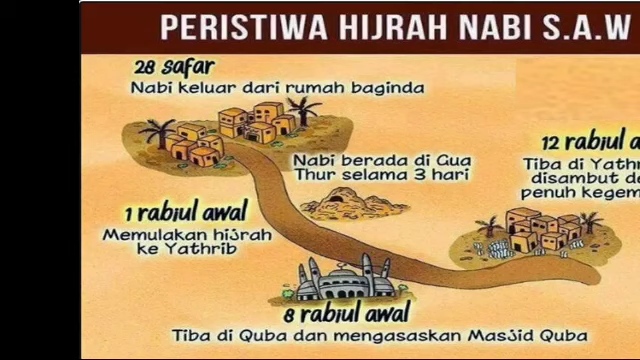 PERISTIWA HIJRAH NABI S.A.W
28 safar
Nabi keluar dari rumah baginda
Nabi berada di Gua
Thur selama 3 hari
1 rabiul awal
Memulakan hijrah
ke Yathrib
12 rabiul a
Tiba di Yath
disambut de
penuh kegem
8 rabiul awal
Tiba di Quba dan mengasaskan Masjid Quba